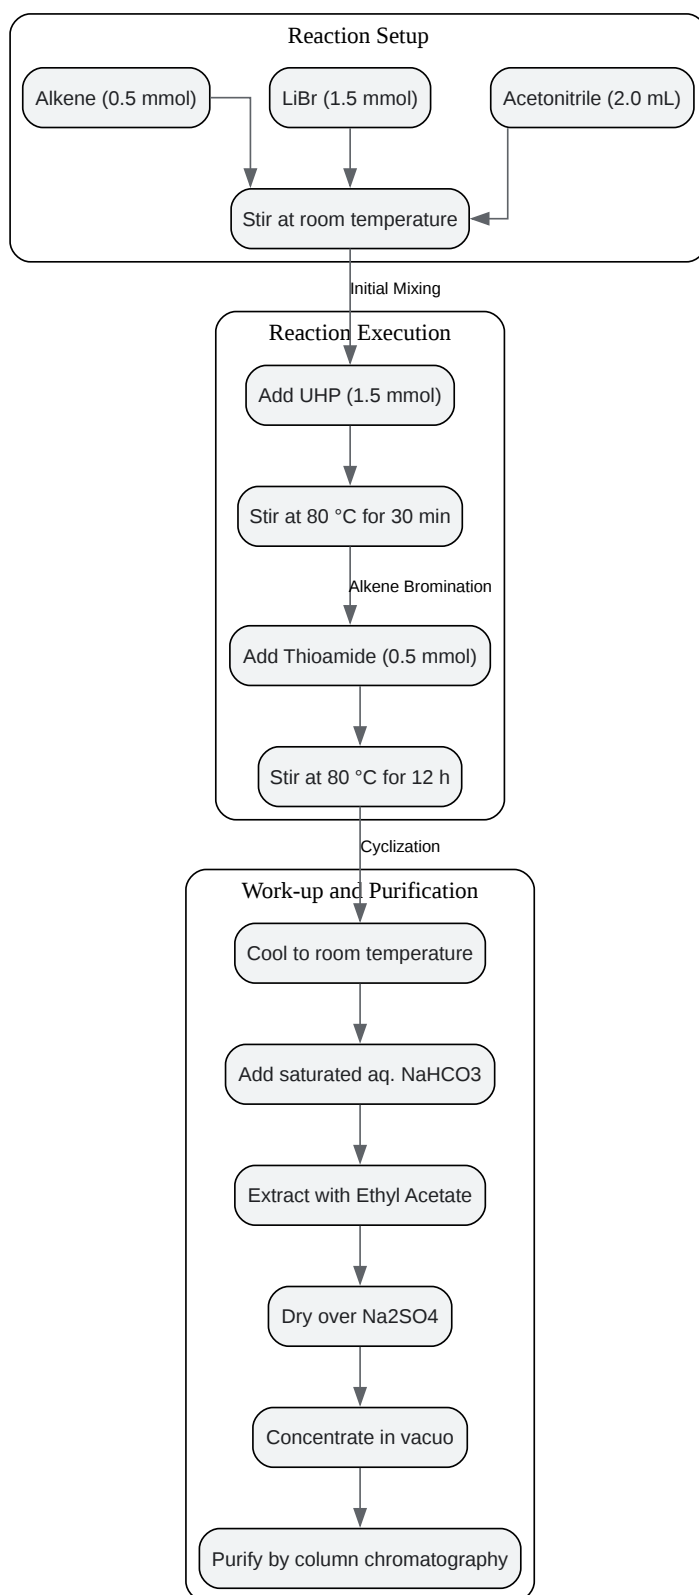 Reaction Setup
Alkene (0.5 mmol)
LiBr (1.5 mmol)
Acetonitrile (2.0 mL)
Stir at room temperature
Initial Mixing
Reaction Execution
Add UHP (1.5 mmol)
Stir at 80 °C for 30 min
Alkene Bromination
Add Thioamide (0.5 mmol)
Stir at 80 °C for 12 h
Cyclization
Work-up and Purification
Cool to room temperature
Add saturated aq. NaHCO3
Extract with Ethyl Acetate
Dry over Na2SO4
Concentrate in vacuo
Purify by column chromatography